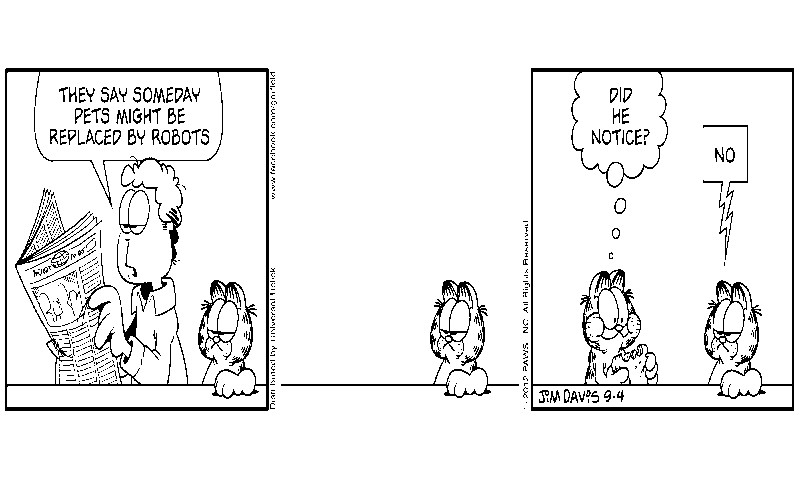 THEY SAY SOMEDAY
PETS MIGHT BE
REPLACED BY ROBOTS
www.facebook.com/garfield
Distributed by Universal Uclick
© 2012 PAWS, INC. All Rights Reserved.
DID
HE
NOTICE?
NO
JIM DAVIS 9-4